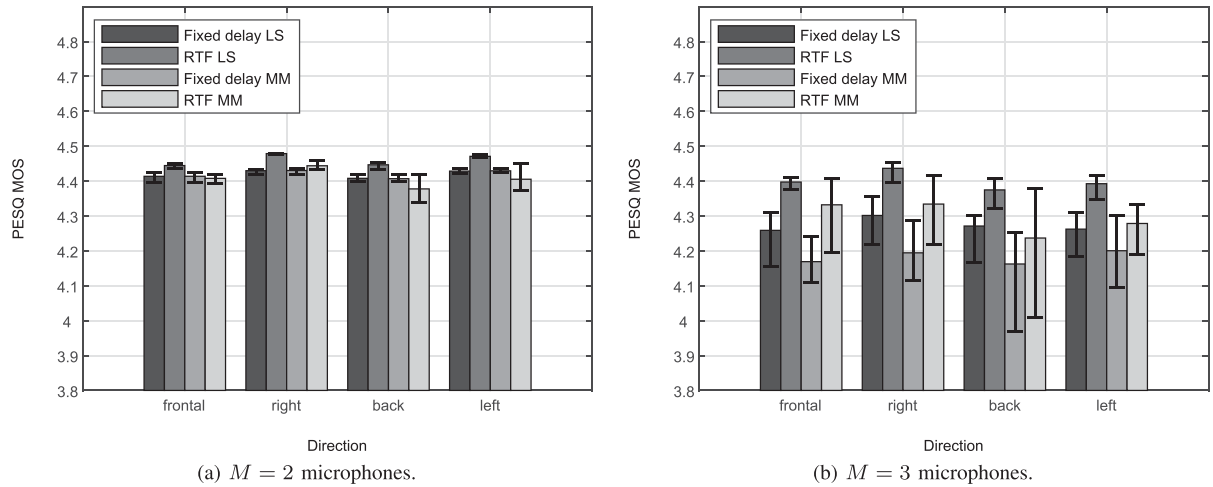 4.9
4.8
4.7
4.6
4.5
4.4
4.3
4.2
4.1
4
3.9
3.8
PESQ MOS
Fixed delay LS
RTF LS
Fixed delay MM
RTF MM
frontal
right
back
left
Direction
(a) M = 2 microphones.
4.8
4.7
4.6
4.5
4.4
4.3
4.2
4.1
4
3.9
3.8
PESQ MOS
Fixed delay LS
RTF LS
Fixed delay MM
RTF MM
frontal
right
back
left
Direction
(b) M = 3 microphones.